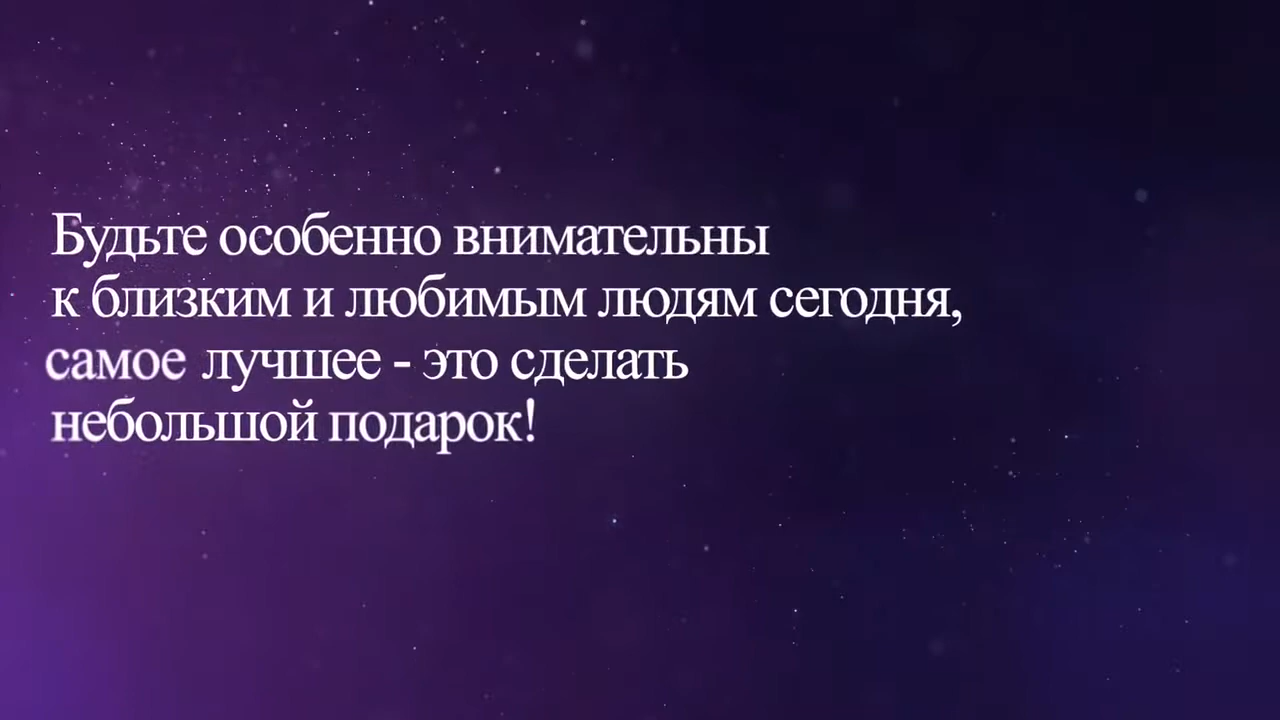 Будьте особенно внимательны
к близким и любимым людям сегодня,
самое лучшее - это сделать
небольшой подарок!